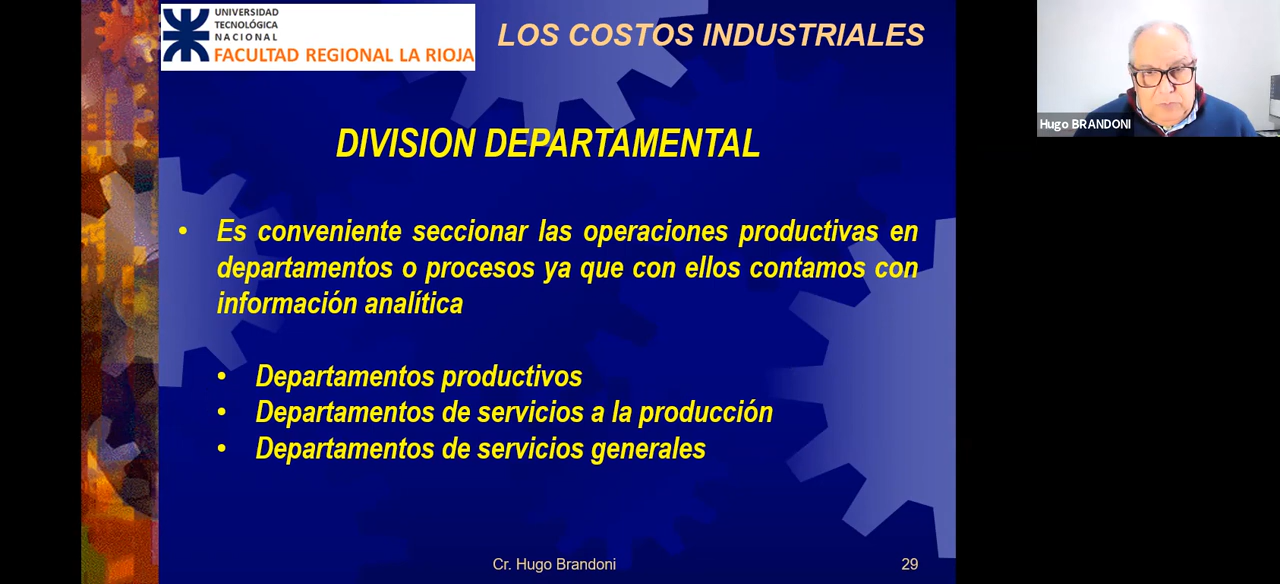 UNIVERSIDAD
TECNOLÓGICA
NACIONAL
FACULTAD REGIONAL LA RIOJA
LOS COSTOS INDUSTRIALES
Hugo BRANDONI
DIVISION DEPARTAMENTAL
• Es conveniente seccionar las operaciones productivas en
departamentos o procesos ya que con ellos contamos con
información analítica
• Departamentos productivos
• Departamentos de servicios a la producción
• Departamentos de servicios generales
Cr. Hugo Brandoni
29